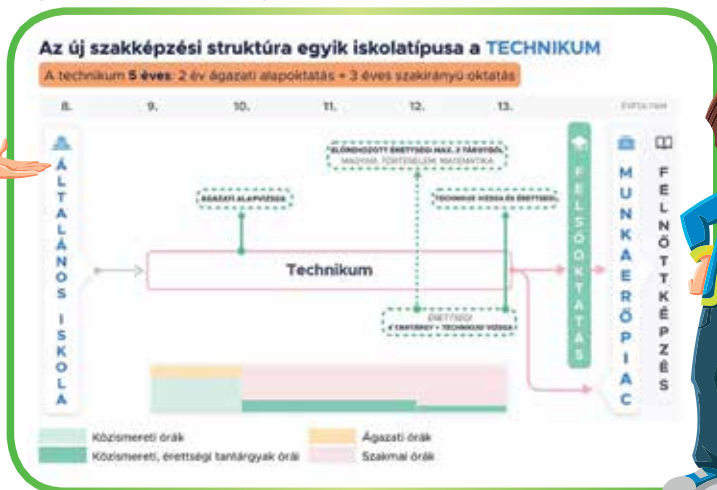 Az új szakképzési struktúra egyik iskolatípusa a TECHNIKUM
A technikum 5 éves: 2 év ágazati alapoktatás + 3 éves szakirányú oktatás
8. 9. 10. 11. 12. 13. ÉVFOLYAM
ÁLTALÁNOS ISKOLA
ÁGAZATI ALAPVIZSGA
ELŐREHOZOTT ÉRETTSÉGI MAX. 3 TÁRGYBÓL
MAGYAR, TÖRTÉNELEM, MATEMATIKA
TECHNIKUS VIZSGA ÉS ÉRETTSÉGI
Technikum
ÉRETTSÉGI
4 TANTÁRGY + TECHNIKUSI VIZSGA
FELSŐOKTATÁS
MUNKAERŐPIAC
FELNŐTTKÉPZÉS
Közismereti órák
Ágazati órák
Közismereti, érettségi tantárgyak órái
Szakmai órák